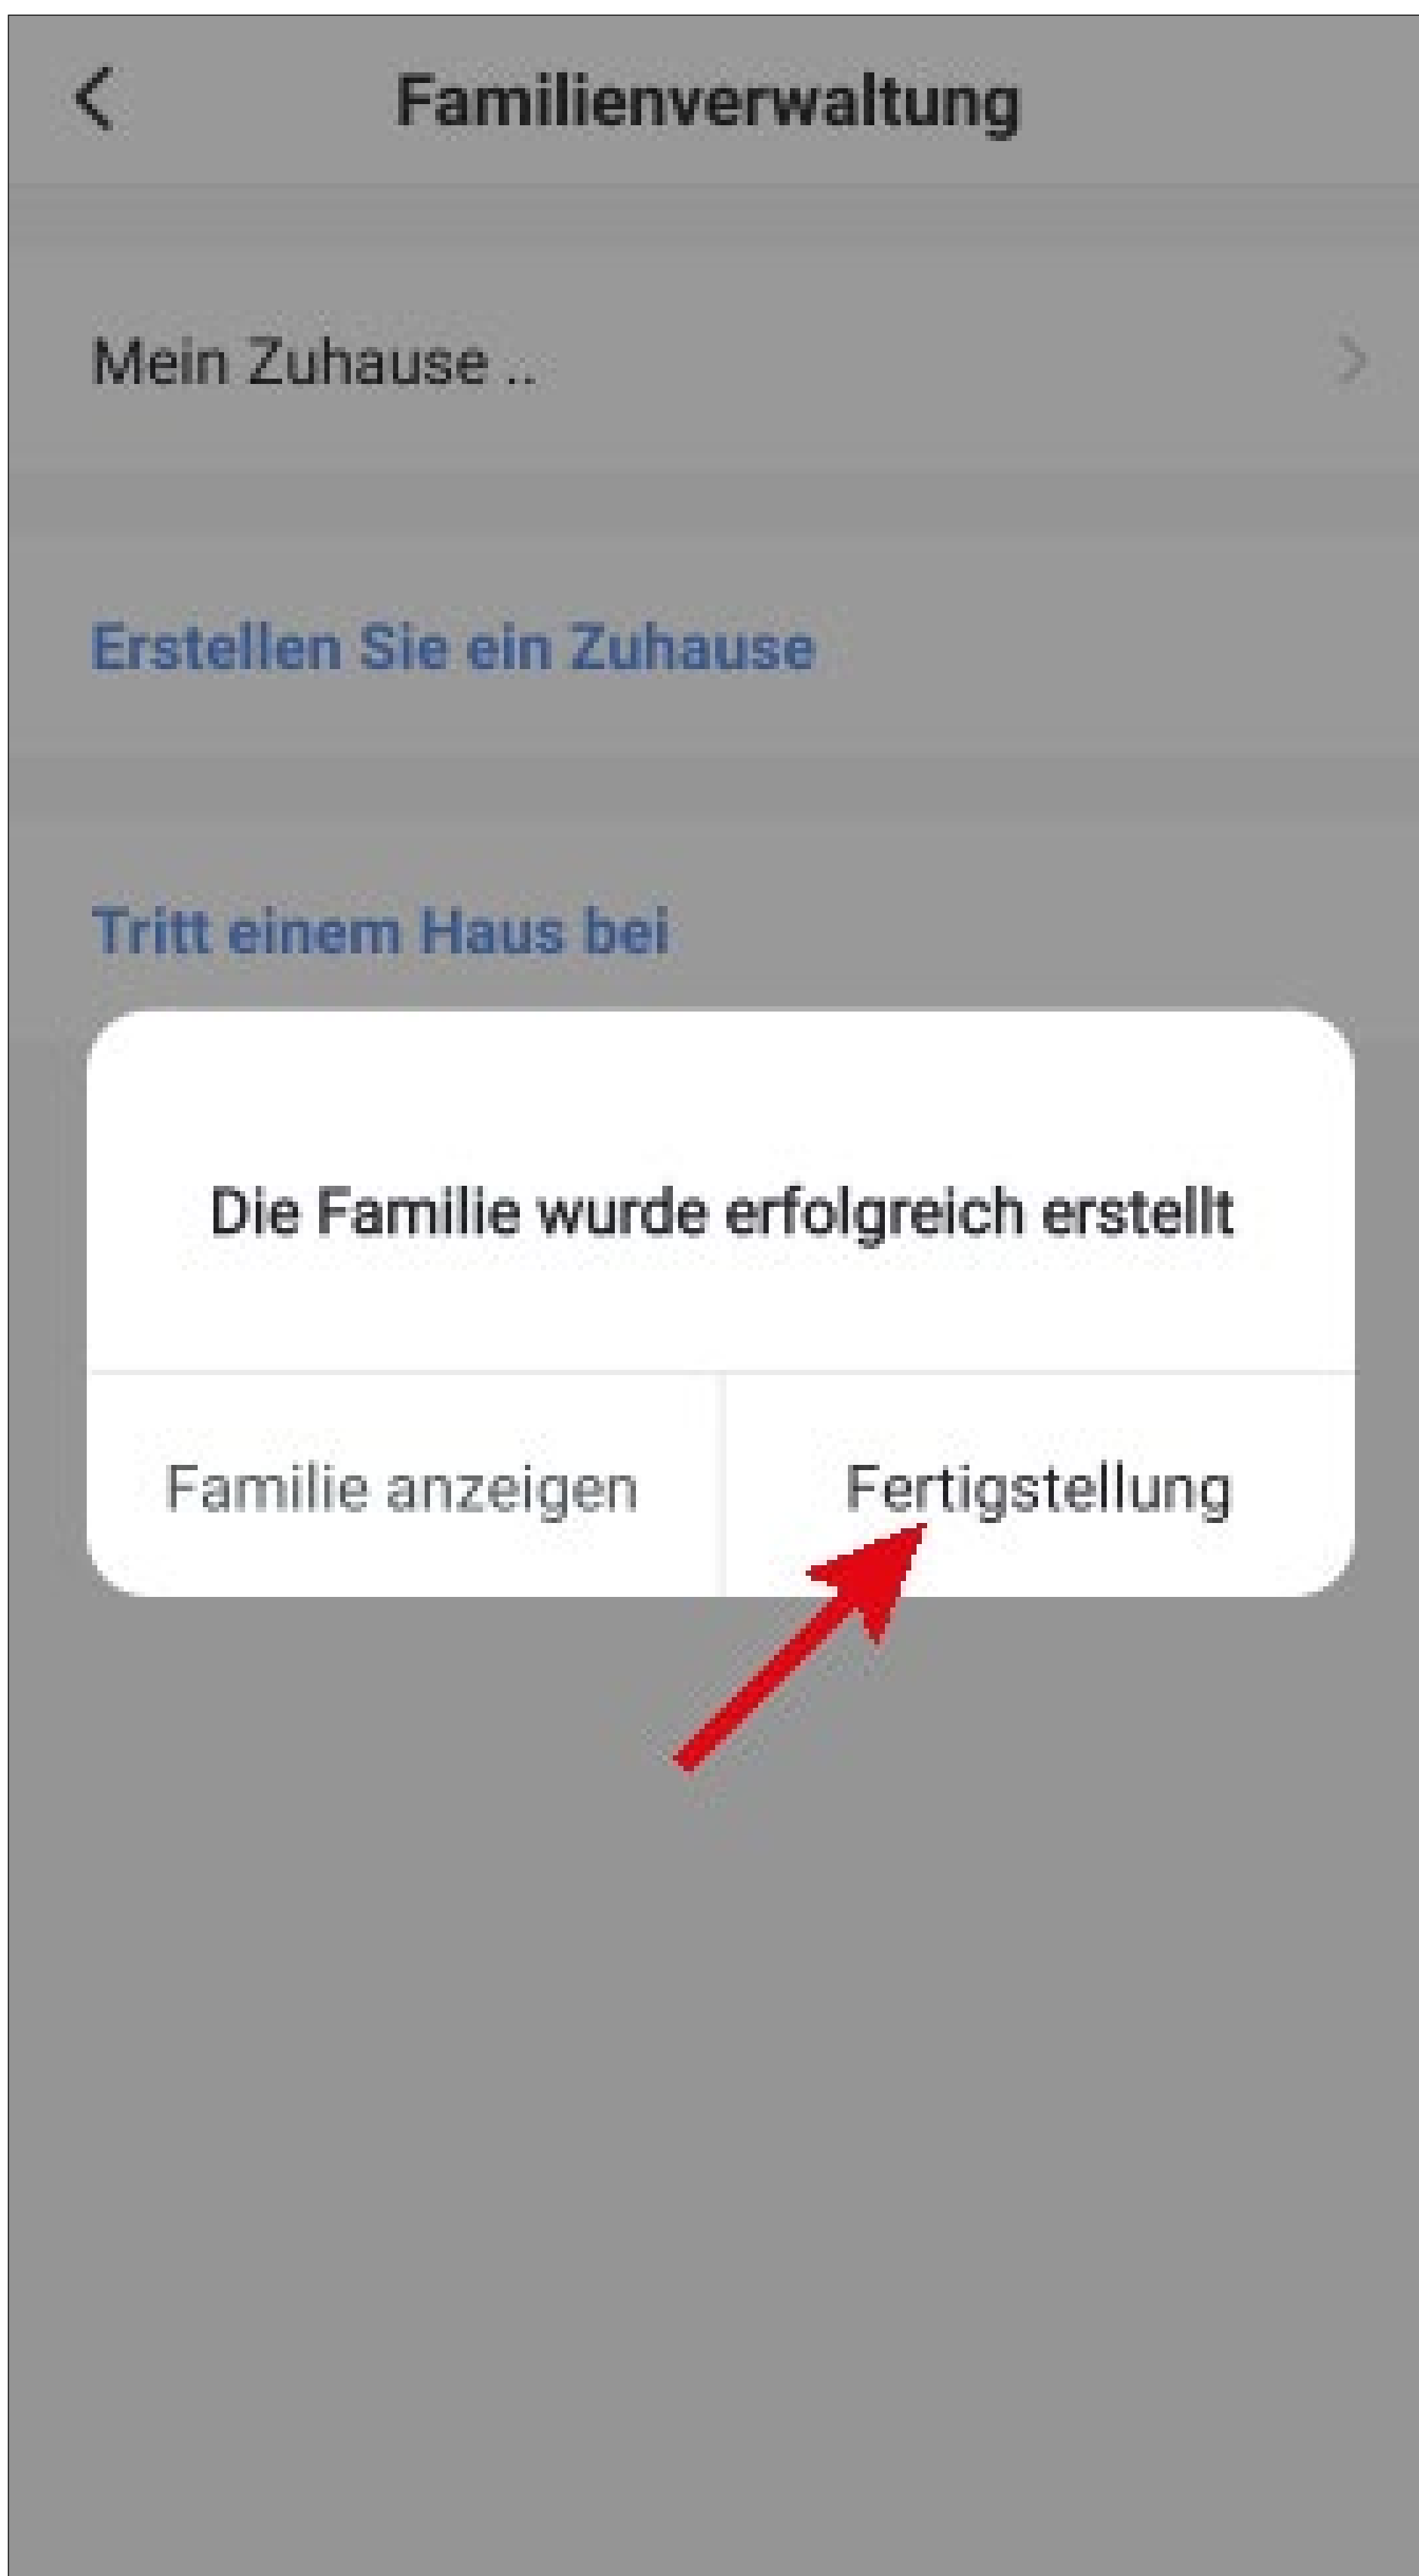 Familienverwaltung
Mein Zuhause ..
Erstellen Sie ein Zuhause
Tritt einem Haus bei
Die Familie wurde erfolgreich erstellt
Familie anzeigen
Fertigstellung